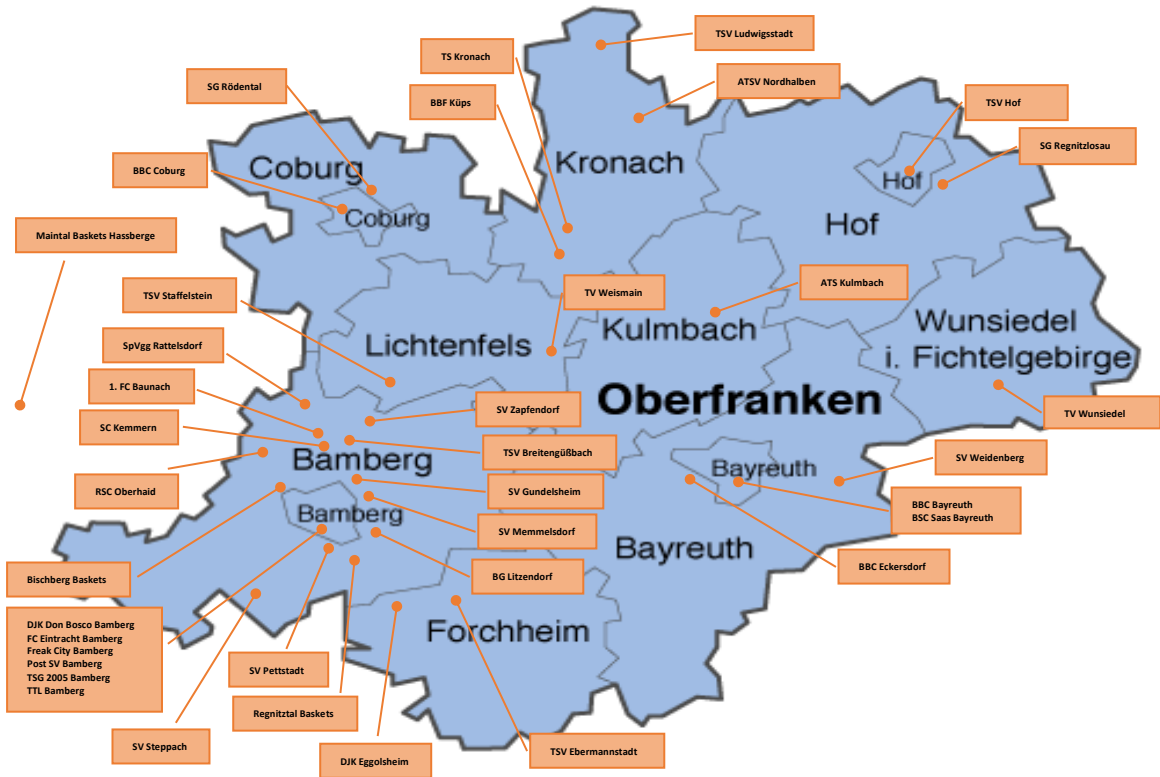 TSV Ludwigsstadt
TS Kronach
ATSV Nordhalben
SG Rödental
BBF Küps
TSV Hof
SG Regnitzlosau
BBC Coburg
Coburg
Kronach
Hof
Coburg
Hof
Maintal Baskets Hassberge
TSV Staffelstein
TV Weismain
ATS Kulmbach
SpVgg Rattelsdorf
Lichtenfels
Kulmbach
Wunsiedel
i. Fichtelgebirge
1. FC Baunach
Oberfranken
SV Zapfendorf
TV Wunsiedel
SC Kemmern
TSV Breitengüßbach
Bamberg
SV Weidenberg
Bayreuth
RSC Oberhaid
SV Gundelsheim
BBC Bayreuth
BSC Saas Bayreuth
Bamberg
SV Memmelsdorf
Bayreuth
BBC Eckersdorf
Bischberg Baskets
BG Litzendorf
DJK Don Bosco Bamberg
FC Eintracht Bamberg
Freak City Bamberg
Post SV Bamberg
TSG 2005 Bamberg
TTL Bamberg
Forchheim
SV Pettstadt
Regnitztal Baskets
SV Steppach
DJK Eggolsheim
TSV Ebermannstadt